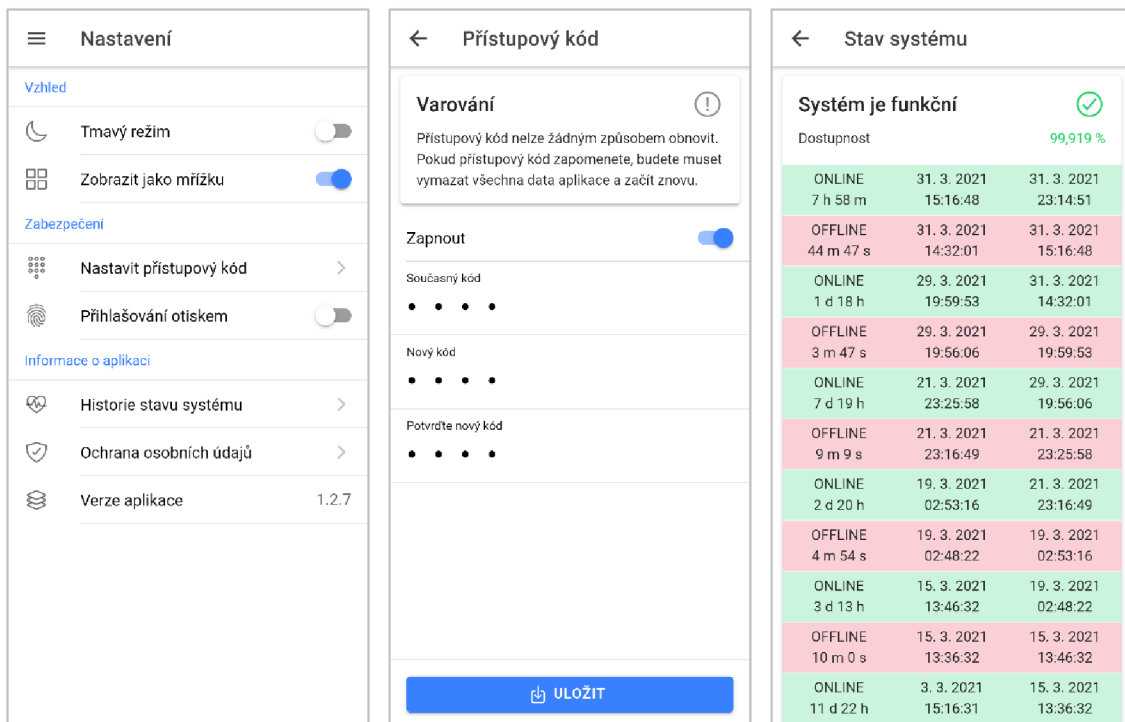 Nastavení
Vzhled
Tmavý režim
Zobrazit jako mřížku
Zabezpečení
Nastavit přístupový kód
Přihlašování otiskem
Informace o aplikaci
Historie stavu systému
Ochrana osobních údajů
Verze aplikace 1.2.7
Přístupový kód
Varování
Přístupový kód nelze žádným způsobem obnovit.
Pokud přístupový kód zapomenete, budete muset
vymazat všechna data aplikace a začít znovu.
Zapnout
Současný kód
Nový kód
Potvrďte nový kód
ULOŽIT
Stav systému
Systém je funkční
Dostupnost 99,919 %
ONLINE 31. 3. 2021 31. 3. 2021
7 h 58 m 15:16:48 23:14:51
OFFLINE 31. 3. 2021 31. 3. 2021
44 m 47 s 14:32:01 15:16:48
ONLINE 29. 3. 2021 31. 3. 2021
1 d 18 h 19:59:53 14:32:01
OFFLINE 29. 3. 2021 29. 3. 2021
3 m 47 s 19:56:06 19:59:53
ONLINE 21. 3. 2021 29. 3. 2021
7 d 19 h 23:25:58 19:56:06
OFFLINE 21. 3. 2021 21. 3. 2021
9 m 9 s 23:16:49 23:25:58
ONLINE 19. 3. 2021 21. 3. 2021
2 d 20 h 02:53:16 23:16:49
OFFLINE 19. 3. 2021 19. 3. 2021
4 m 54 s 02:48:22 02:53:16
ONLINE 15. 3. 2021 19. 3. 2021
3 d 13 h 13:46:32 02:48:22
OFFLINE 15. 3. 2021 15. 3. 2021
10 m 0 s 13:36:32 13:46:32
ONLINE 3. 3. 2021 15. 3. 2021
11 d 22 h 15:16:31 13:36:32